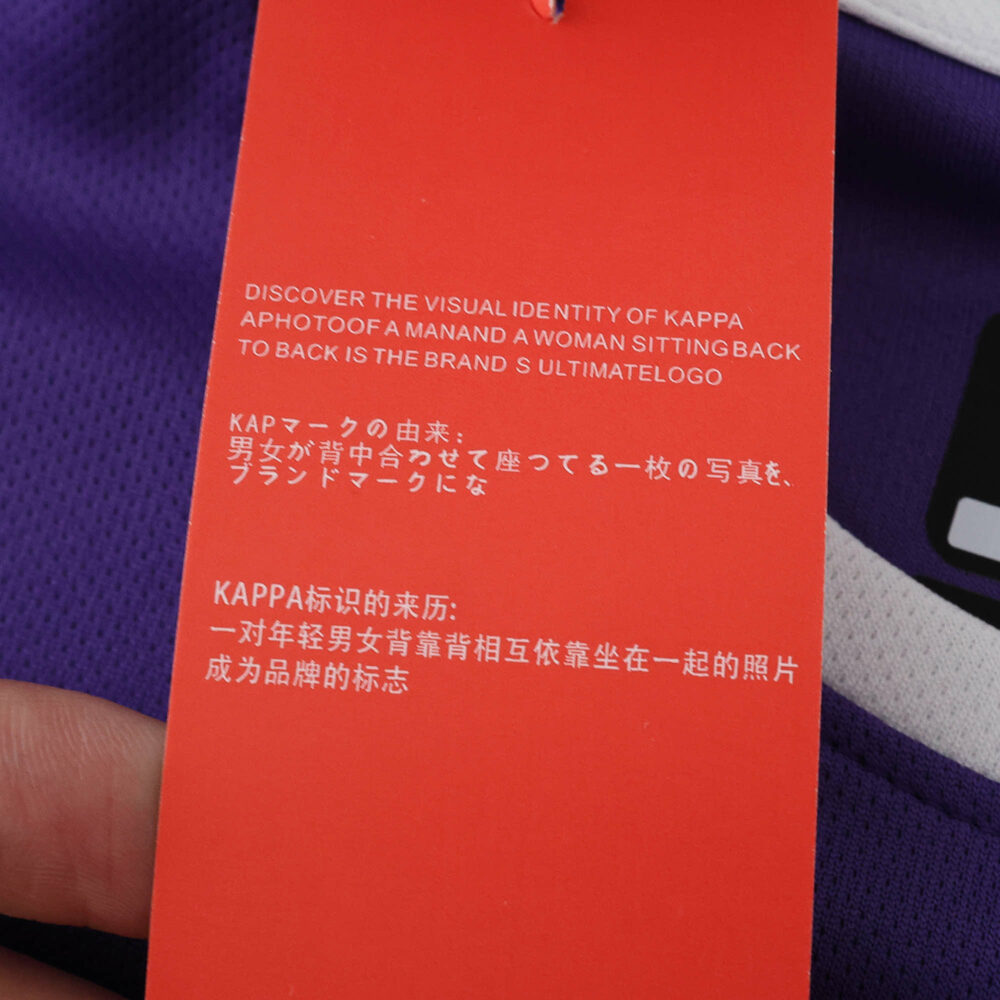 DISCOVER THE VISUAL IDENTITY OF KAPPA
APHOTOOF A MANAND A WOMAN SITTINGBACK
TO BACK IS THE BRAND S ULTIMATELOGO
KAPマークの由来:
男女が背中合わせて座つてる一枚の写真を、
ブランドマークにな
KAPPA标识的来历:
一对年轻男女背靠背相互依靠坐在一起的照片
成为品牌的标志